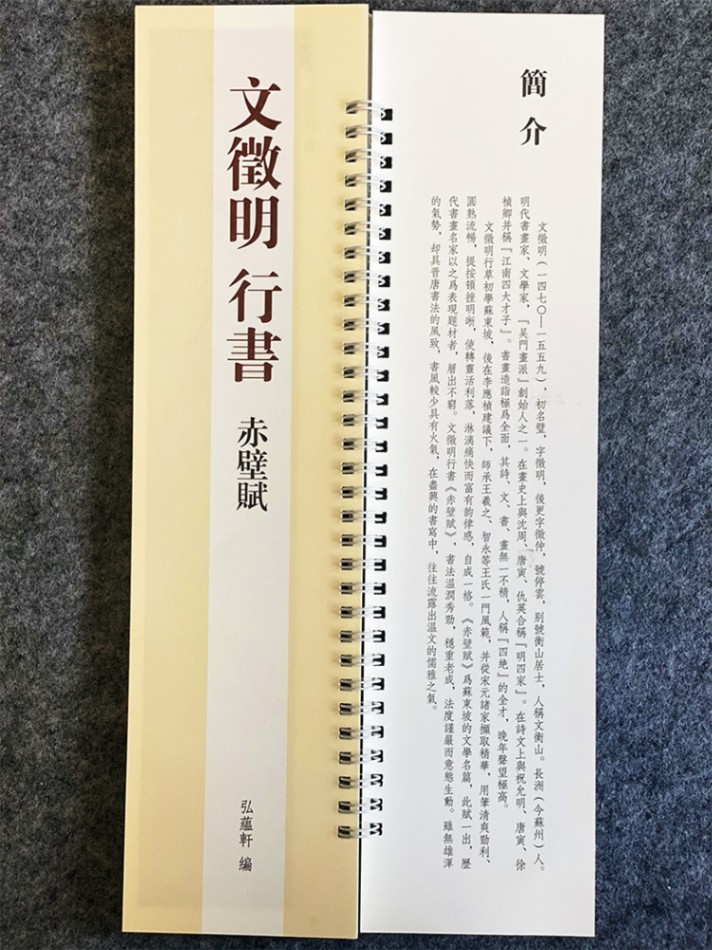 文徵明 行書
赤壁賦
弘蘊軒 編
簡介
文徵明（一四七〇—一五五九），初名壁，字徵明，後更字徵仲，號停雲，別號衡山居士，人稱文衡山。長洲（今蘇州）人。
明代書畫家、文學家，『吳門畫派』創始人之一。在畫史上與沈周、唐寅、仇英合稱『明四家』。在詩文上與祝允明、唐寅、徐
禎卿并稱『江南四大才子』。書畫造詣極爲全面，其詩、文、書、畫無一不精，人稱『四绝』的全才，晚年聲望極高。
文徵明行草初學蘇東坡，後在李應楨建議下，師承王羲之、智永等王氏一門風範，并從宋元諸家擷取精華，用筆清爽勁利、
圓熟流暢，提按頓挫明晰，使轉靈活利落，淋漓痛快而富有韵律感，自成一格。《赤壁賦》爲蘇東坡的文學名篇，此賦一出，歷
代書畫名家以之爲表現題材者，層出不窮。文徵明行書《赤壁賦》，書法温潤秀勁，穩重老成，法度謹嚴而意態生動。雖無雄渾
的氣勢，却具晋唐書法的風致，書風較少具有火氣，在盡興的書寫中，往往流露出温文的儒雅之氣。